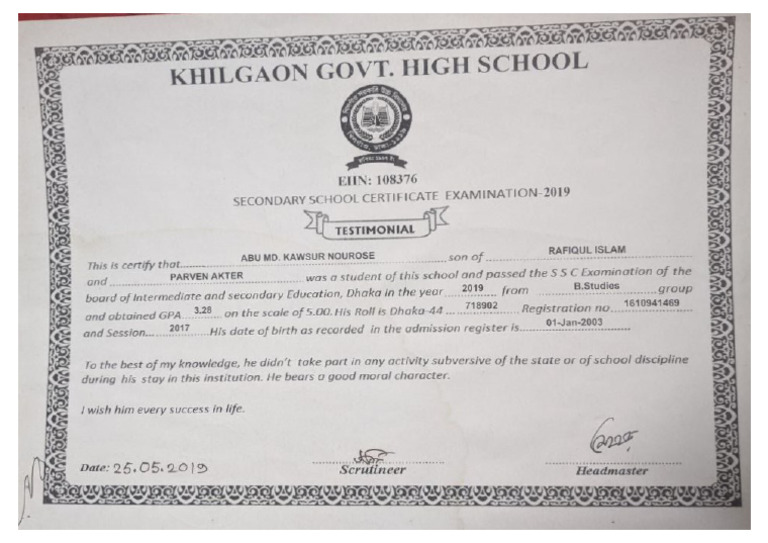 KHILGAON GOVT. HIGH SCHOOL
EIIN: 108376
SECONDARY SCHOOL CERTIFICATE EXAMINATION-2019
TESTIMONIAL
This is certify that ABU MD. KAWSUR NOUROSE son of RAFIQUL ISLAM
and PARVEN AKTER was a student of this school and passed the S S C Examination of the
board of Intermediate and secondary Education, Dhaka in the year 2019 from B.Studies group
and obtained GPA 3.28 on the scale of 5.00. His Roll is Dhaka-44 718902 Registration no 1610941469
and Session 2017 His date of birth as recorded in the admission register is 01-Jan-2003
To the best of my knowledge, he didn't take part in any activity subversive of the state or of school discipline
during his stay in this institution. He bears a good moral character.
I wish him every success in life.
Date: 25.05.2019
Scrutineer
Headmaster